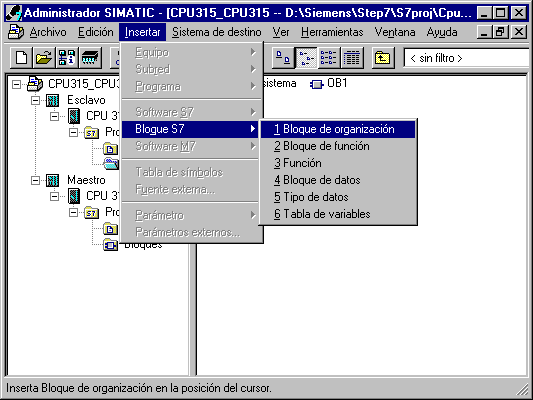 Administrador SIMATIC - [CPU315_CPU315 -- D:\Siemens\Step7\S7proj\Cpu...
Archivo Edición Insertar Sistema de destino Ver Herramientas Ventana Ayuda
< sin filtro >
CPU315_CPU
Esclavo
CPU 31
S7 Pro
Maestro
CPU 31
S7 Pro
Bloques
Equipo
Subred
Programa
Software S7
Bloque S7
Software M7
Tabla de símbolos
Fuente externa...
Parámetro
Parámetros externos...
sistema OB1
1 Bloque de organización
2 Bloque de función
3 Función
4 Bloque de datos
5 Tipo de datos
6 Tabla de variables
Inserta Bloque de organización en la posición del cursor.